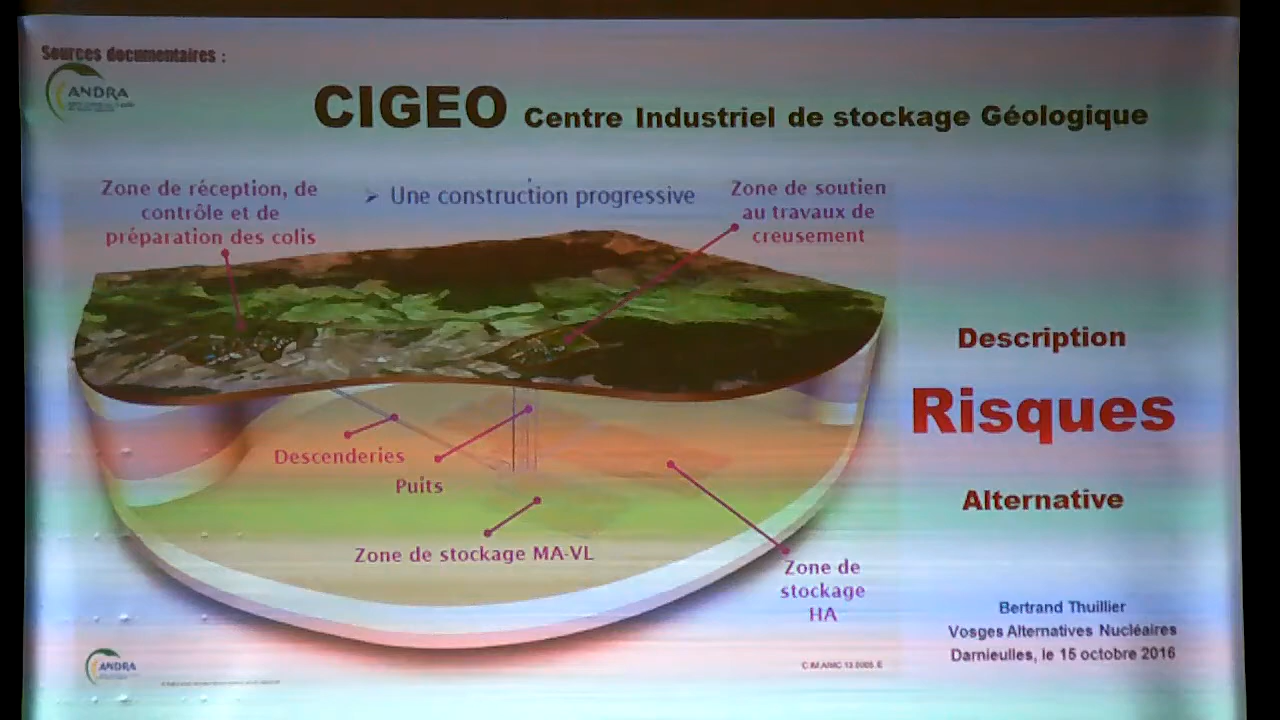 Sources documentaires :
ANDRA
CIGEO Centre Industriel de stockage Géologique
Zone de réception, de
contrôle et de
préparation des colis
➢ Une construction progressive
Zone de soutien
au travaux de
creusement
Descenderies
Puits
Zone de stockage MA-VL
Zone de
stockage
HA
Description
Risques
Alternative
Bertrand Thuillier
Vosges Alternatives Nucléaires
Darnieulles, le 15 octobre 2016
ANDRA